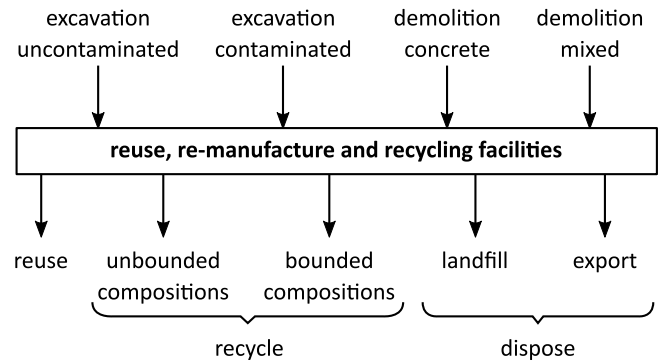 excavation
uncontaminated
excavation
contaminated
demolition
concrete
demolition
mixed
reuse, re-manufacture and recycling facilities
reuse
unbounded
compositions
bounded
compositions
landfill
export
recycle
dispose